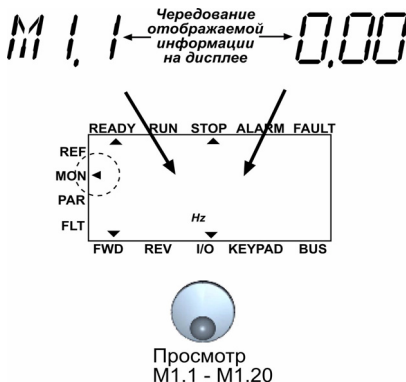 M1.1
Чередование
отображаемой
информации
на дисплее
0.00
READY RUN STOP ALARM FAULT
REF
MON
PAR
FLT
Hz
FWD REV I/O KEYPAD BUS
Просмотр
M1.1 - M1.20